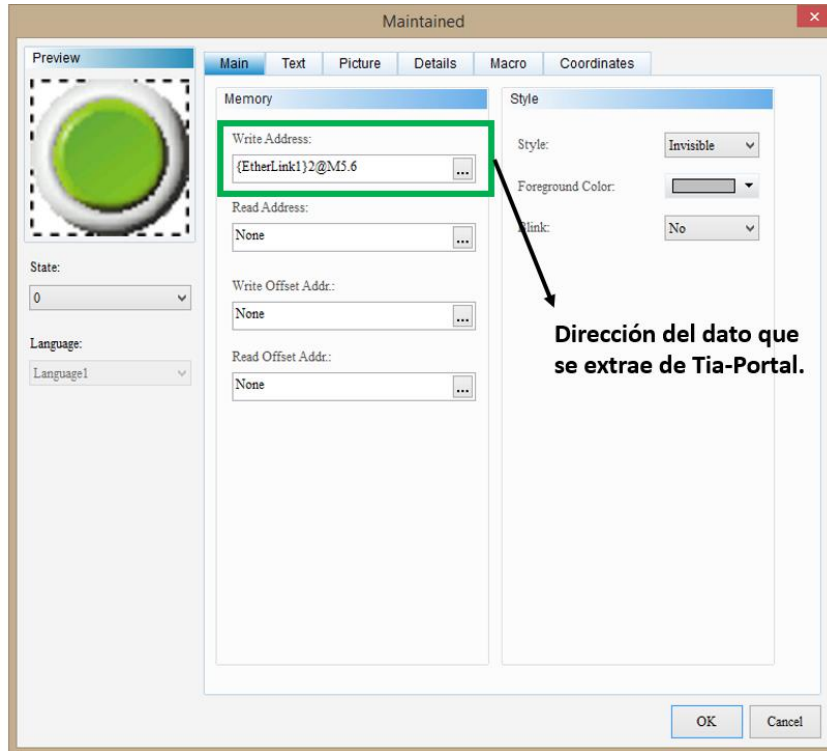 Maintained
Preview
Main Text Picture Details Macro Coordinates
Memory
Style
Write Address:
{EtherLink1}2@M5.6
...
Style:
Invisible
Foreground Color:
Read Address:
None
...
Blink:
No
State:
0
Write Offset Addr.:
None
...
Language:
Language1
Read Offset Addr.:
None
...
Dirección del dato que
se extrae de Tia-Portal.
OK
Cancel